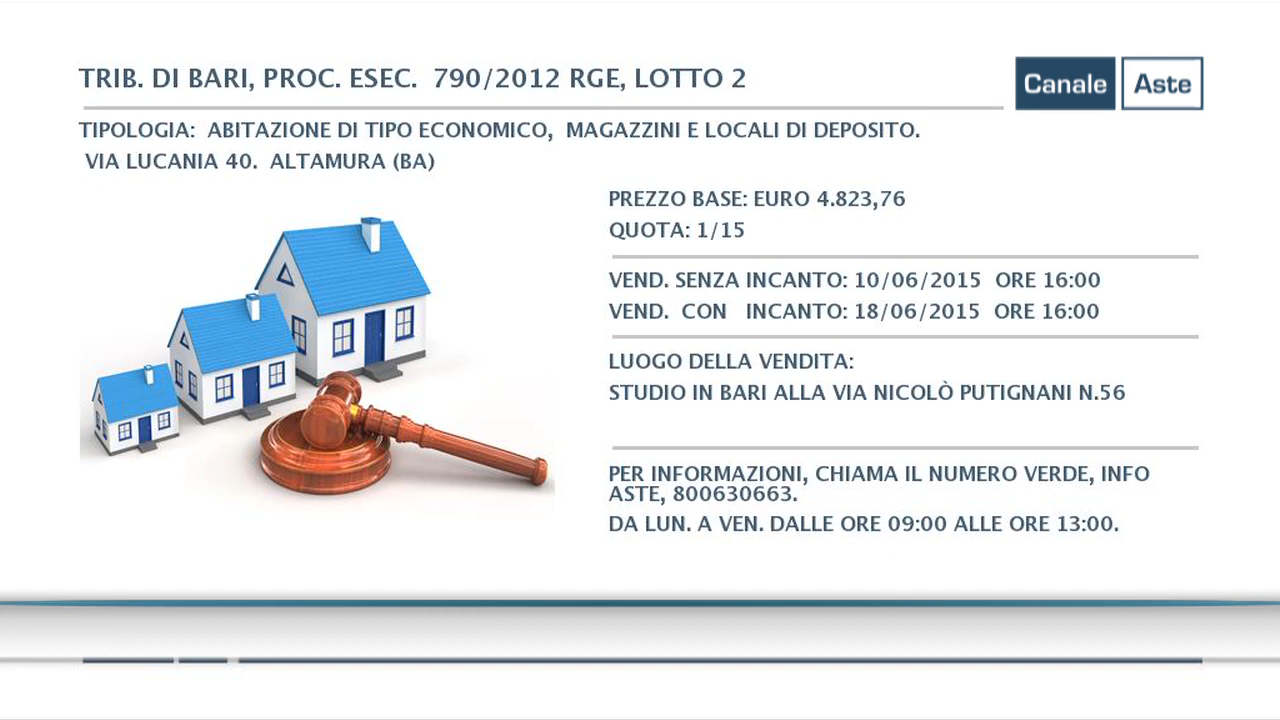 TRIB. DI BARI, PROC. ESEC.  790/2012 RGE, LOTTO 2
Canale Aste
TIPOLOGIA:  ABITAZIONE DI TIPO ECONOMICO,  MAGAZZINI E LOCALI DI DEPOSITO.
VIA LUCANIA 40.  ALTAMURA (BA)
PREZZO BASE: EURO 4.823,76
QUOTA: 1/15
VEND. SENZA INCANTO: 10/06/2015  ORE 16:00
VEND.  CON   INCANTO: 18/06/2015  ORE 16:00
LUOGO DELLA VENDITA:
STUDIO IN BARI ALLA VIA NICOLÒ PUTIGNANI N.56
PER INFORMAZIONI, CHIAMA IL NUMERO VERDE, INFO
ASTE, 800630663.
DA LUN. A VEN. DALLE ORE 09:00 ALLE ORE 13:00.